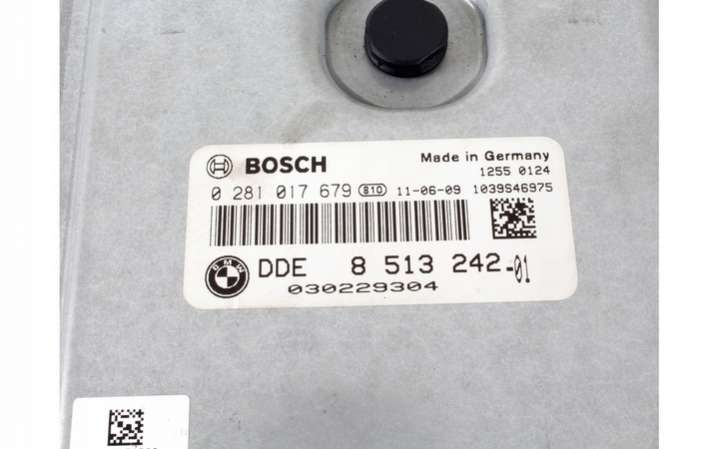 BOSCH Made in Germany
1255 0124
0 281 017 679 810 11-06-09 1039S46975
BMW DDE 8 513 242-01
030229304